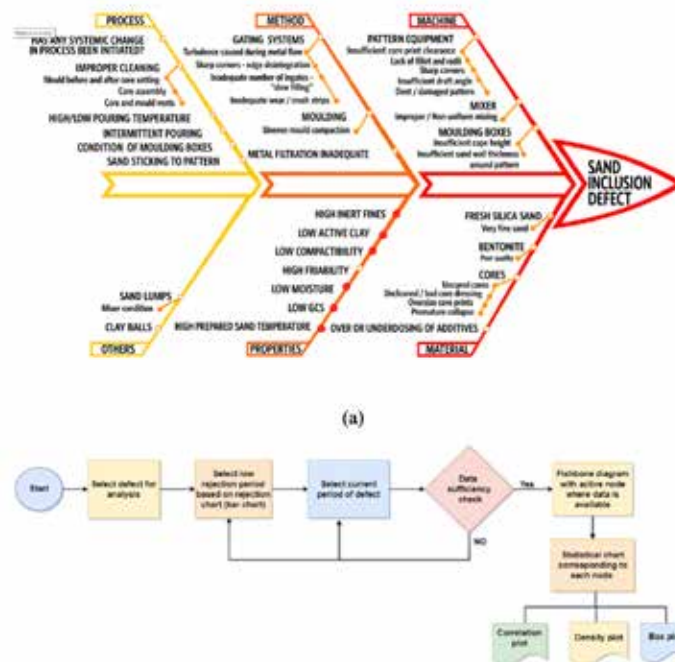 PROCESS
HAS ANY SYSTEMIC CHANGE
IN PROCESS BEEN INITIATED?
IMPROPER CLEANING
Mould before and after core setting
Core assembly
Core and mould vents
HIGH/LOW POURING TEMPERATURE
INTERMITTENT POURING
CONDITION OF MOULDING BOXES
SAND STICKING TO PATTERN
METHOD
GATING SYSTEMS
Turbulence caused during metal flow
Sharp corners - edge disintegration
Inadequate number of ingates -
"slow filling"
Inadequate wear / crush strips
MOULDING
Uneven mould compaction
METAL FILTRATION INADEQUATE
MACHINE
PATTERN EQUIPMENT
Insufficient core print clearance
Lack of fillet and radii
Sharp corners
Insufficient draft angle
Dent / damaged pattern
MIXER
Improper / Non uniform mixing
MOULDING BOXES
Insufficient cope height
Insufficient sand wall thickness
around pattern
SAND
INCLUSION
DEFECT
SAND LUMPS
Mixer condition
CLAY BALLS
OTHERS
HIGH INERT FINES
LOW ACTIVE CLAY
LOW COMPACTIBILITY
HIGH FRIABILITY
LOW MOISTURE
LOW GCS
HIGH PREPARED SAND TEMPERATURE
PROPERTIES
FRESH SILICA SAND
Very fine sand
BENTONITE
Poor quality
CORES
cores
core dressing
Oversize core prints
Premature collapse
OVER OR UNDERDOSING OF ADDITIVES
MATERIAL
(a)
Start
Select defect for
analysis
Select low
rejection period
based on rejection
chart (bar chart)
Select current
period of defect
Data
sufficiency
check
Yes
NO
Fishbone diagram
with active node
where data is
available
Statistical chart
corresponding to
each node
Correlation
plot
Density plot
Box pl